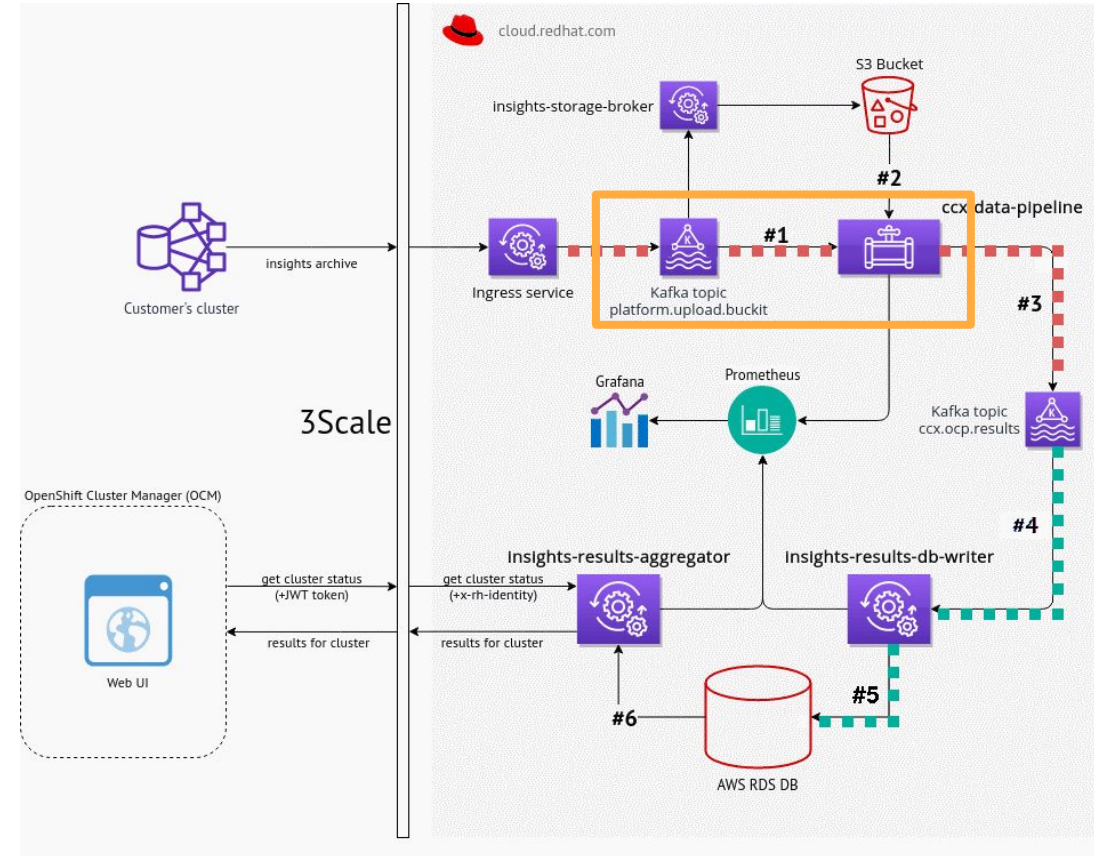 cloud.redhat.com
S3 Bucket
insights-storage-broker
#2
ccx-data-pipeline
#1
insights archive
Ingress service
Kafka topic
platform.upload.buckit
Customer's cluster
#3
Grafana
Prometheus
3Scale
Kafka topic
ccx.ocp.results
OpenShift Cluster Manager (OCM)
#4
insights-results-aggregator
insights-results-db-writer
get cluster status
(+JWT token)
get cluster status
(+x-rh-identity)
results for cluster
results for cluster
Web UI
#5
#6
AWS RDS DB